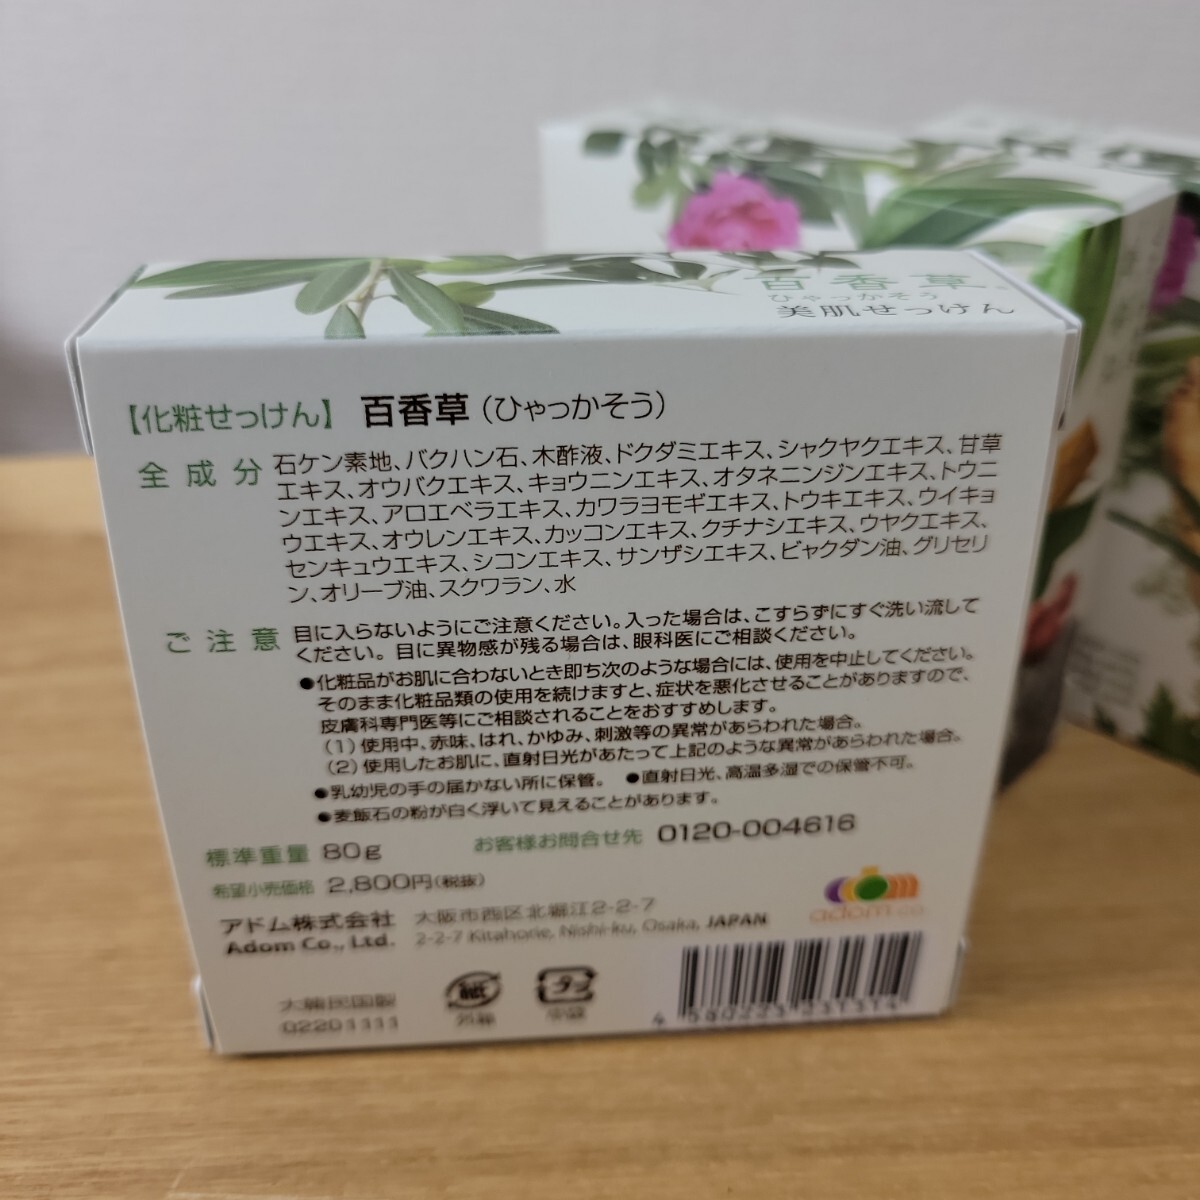 百香草
ひゃっかそう
美肌せっけん
【化粧せっけん】 百香草（ひゃっかそう）
全成分 石ケン素地、バクハン石、木酢液、ドクダミエキス、シャクヤクエキス、甘草
エキス、オウバクエキス、キョウニンエキス、オタネニンジンエキス、トウニ
ンエキス、アロエベラエキス、カワラヨモギエキス、トウキエキス、ウイキョ
ウエキス、オウレンエキス、カッコンエキス、クチナシエキス、ウヤクエキス、
センキュウエキス、シコンエキス、サンザシエキス、ビャクダン油、グリセリ
ン、オリーブ油、スクワラン、水
ご注意 目に入らないようにご注意ください。入った場合は、こすらずにすぐ洗い流して
ください。目に異物感が残る場合は、眼科医にご相談ください。
●化粧品がお肌に合わないとき即ち次のような場合には、使用を中止してください。
そのまま化粧品類の使用を続けますと、症状を悪化させることがありますので、
皮膚科専門医等にご相談されることをおすすめします。
（1）使用中、赤味、はれ、かゆみ、刺激等の異常があらわれた場合。
（2）使用したお肌に、直射日光があたって上記のような異常があらわれた場合。
●乳幼児の手の届かない所に保管。 ●直射日光、高温多湿での保管不可。
●麦飯石の粉が白く浮いて見えることがあります。
標準重量 80g お客様お問合せ先 0120-004616
希望小売価格 2,800円（税抜）
アドム株式会社 大阪市西区北堀江2-2-7
Adom Co., Ltd. 2-2-7 Kitahorie, Nishi-ku, Osaka, JAPAN
adom co.
大韓民国製
02201111
紙
外箱
プラ
中袋
4 580223 231314